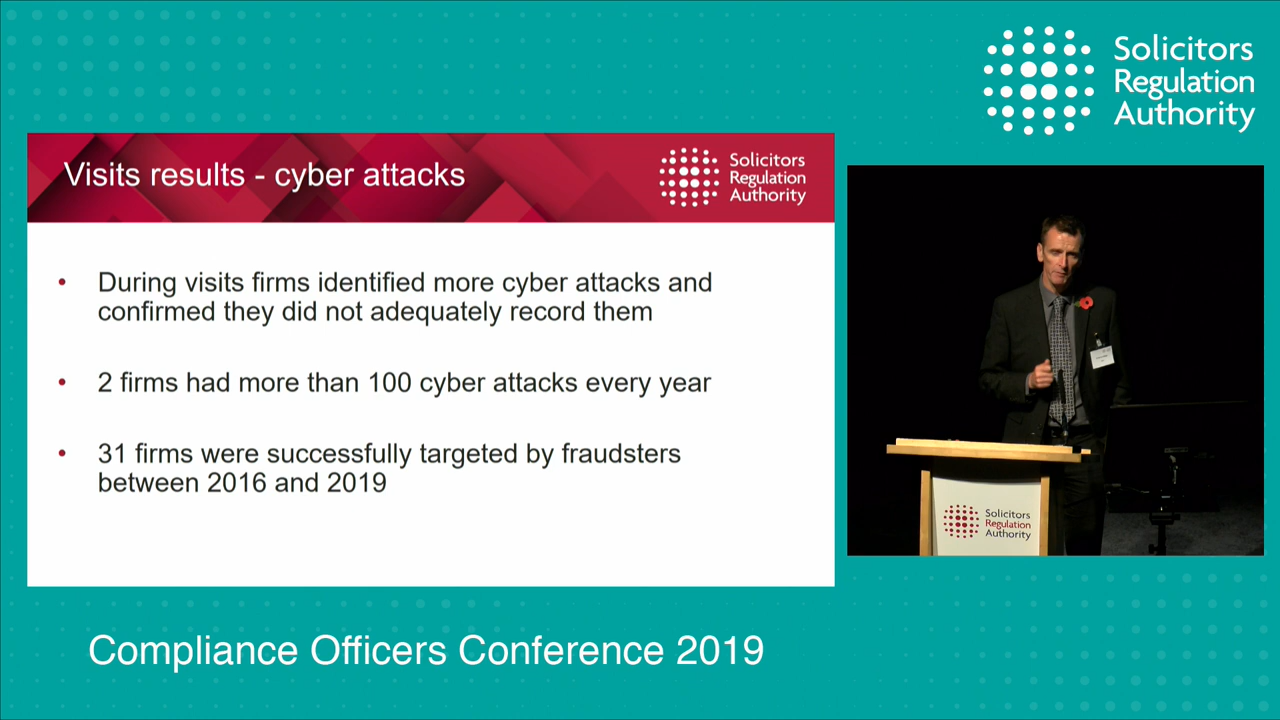 Solicitors
Regulation
Authority
Visits results - cyber attacks
Solicitors
Regulation
Authority
• During visits firms identified more cyber attacks and
confirmed they did not adequately record them
• 2 firms had more than 100 cyber attacks every year
• 31 firms were successfully targeted by fraudsters
between 2016 and 2019
Solicitors
Regulation
Authority
Compliance Officers Conference 2019